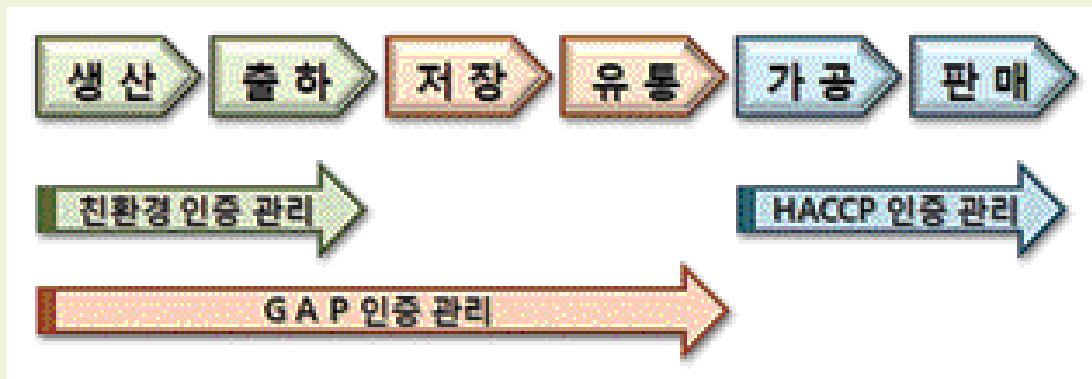 생 산 출 하 저 장 유 통 가 공 판 매
친환경 인증 관리 HACCP 인증 관리
G A P 인증 관리